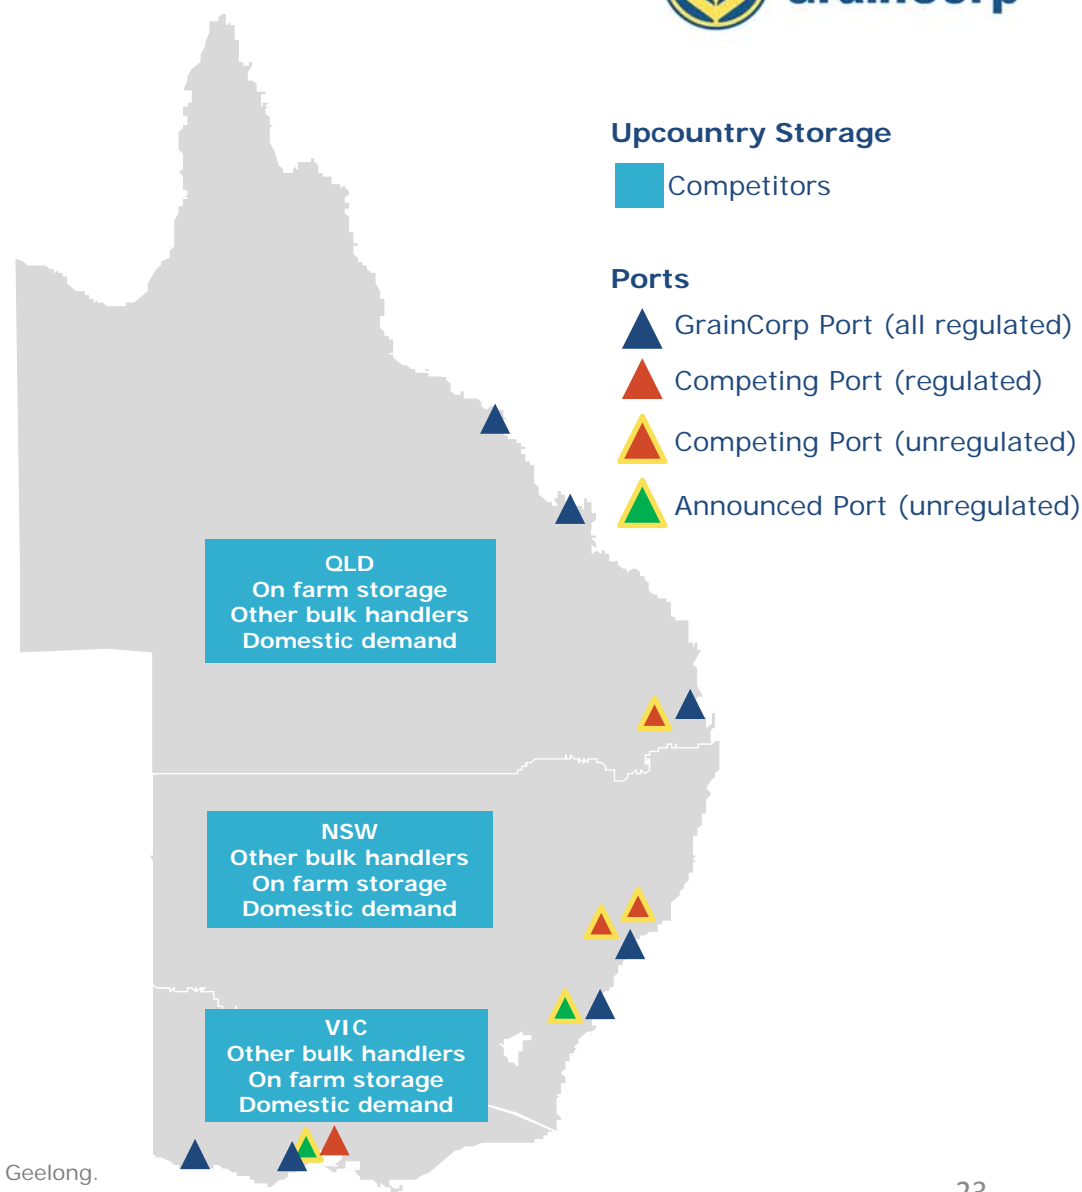 GrainCorp
Upcountry Storage
Competitors
Ports
GrainCorp Port (all regulated)
Competing Port (regulated)
Competing Port (unregulated)
Announced Port (unregulated)
QLD
On farm storage
Other bulk handlers
Domestic demand
NSW
Other bulk handlers
On farm storage
Domestic demand
VIC
Other bulk handlers
On farm storage
Domestic demand
Geelong.
23